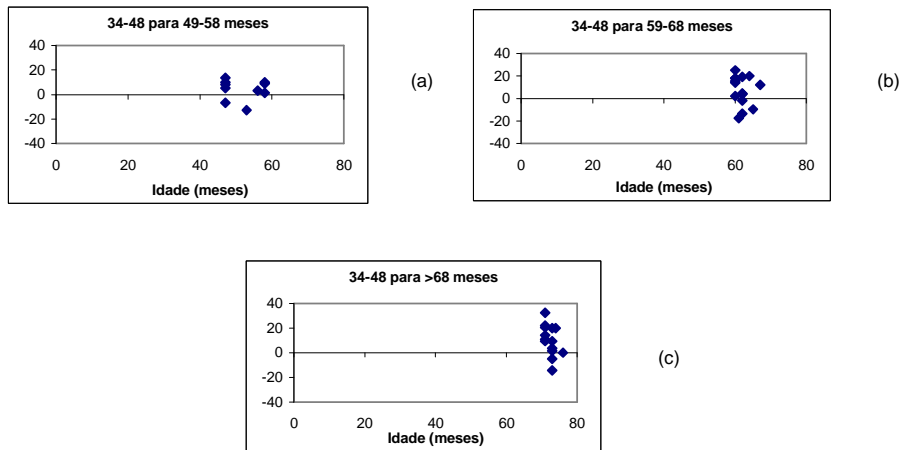 34-48 para 49-58 meses
40
20
0
-20
-40
0 20 40 60 80
Idade (meses)
(a)
34-48 para 59-68 meses
40
20
0
-20
-40
0 20 40 60 80
Idade (meses)
(b)
34-48 para >68 meses
40
20
0
-20
-40
0 20 40 60 80
Idade (meses)
(c)